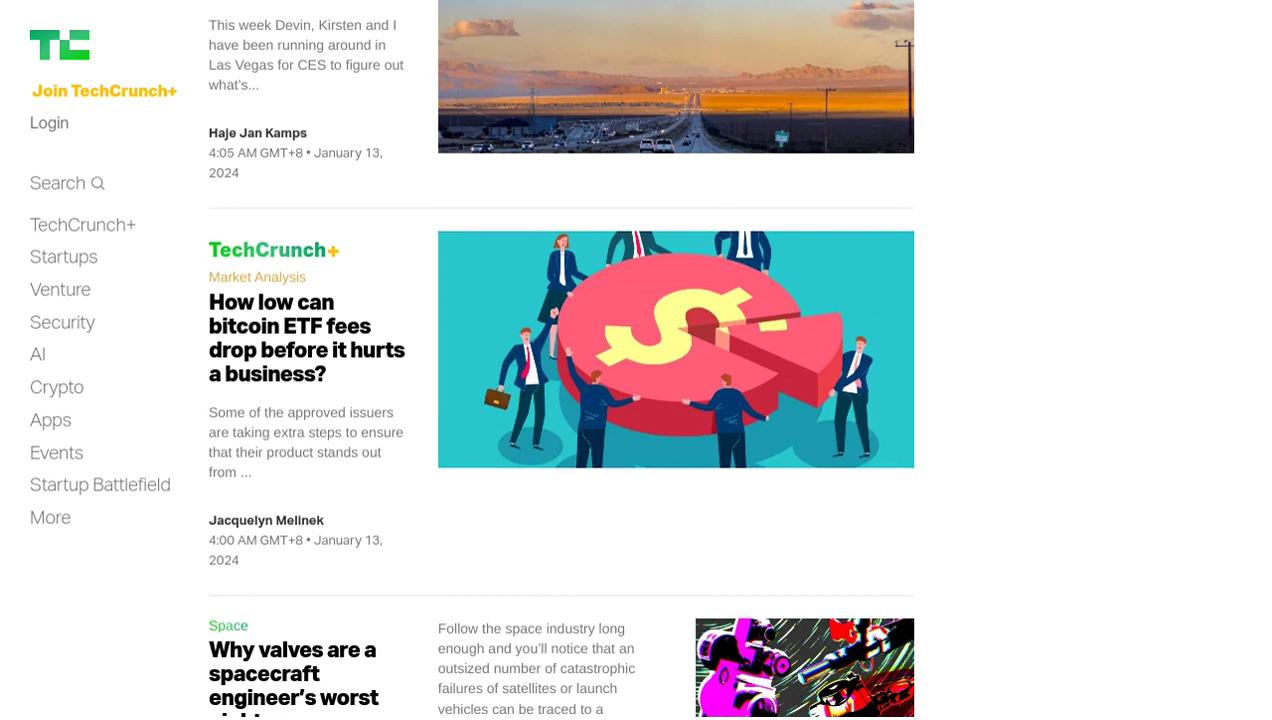 This week Devin, Kirsten and I
have been running around in
Las Vegas for CES to figure out
what's...
Haje Jan Kamps
4:05 AM GMT+8 • January 13,
2024
TC
Join TechCrunch+
Login
Search
TechCrunch+
Startups
Venture
Security
AI
Crypto
Apps
Events
Startup Battlefield
More
TechCrunch+
Market Analysis
How low can
bitcoin ETF fees
drop before it hurts
a business?
Some of the approved issuers
are taking extra steps to ensure
that their product stands out
from ...
Jacquelyn Melinek
4:00 AM GMT+8 • January 13,
2024
$
Space
Why valves are a
spacecraft
engineer's worst
Follow the space industry long
enough and you'll notice that an
outsized number of catastrophic
failures of satellites or launch
vehicles can be traced to a